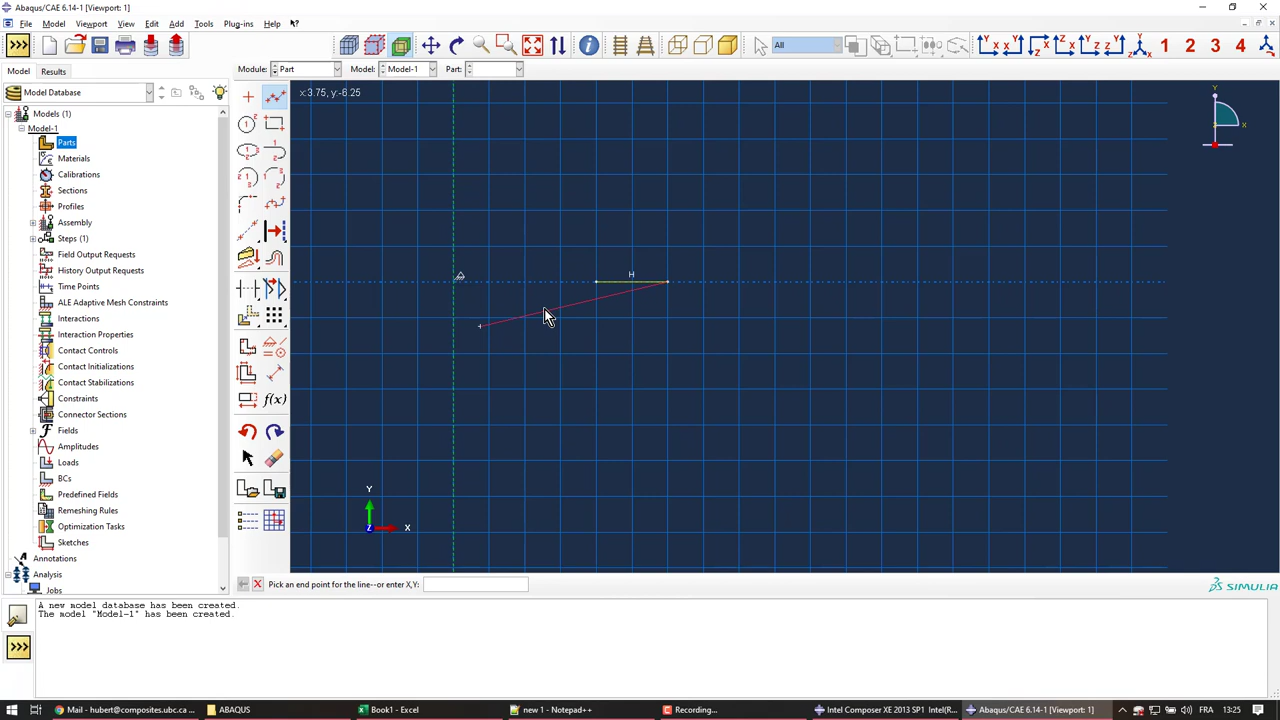 Abaqus/CAE 6.14-1 [Viewport: 1]
File Model Viewport View Edit Add Tools Plug-ins Help
All
1 2 3 4
Model Results
Module: Part Model: Model-1 Part:
Model Database
x:3.75, y:-6.25
Models (1)
Model-1
Parts
Materials
Calibrations
Sections
Profiles
Assembly
Steps (1)
Field Output Requests
History Output Requests
Time Points
ALE Adaptive Mesh Constraints
Interactions
Interaction Properties
Contact Controls
Contact Initializations
Contact Stabilizations
Constraints
Connector Sections
Fields
Amplitudes
Loads
BCs
Predefined Fields
Remeshing Rules
Optimization Tasks
Sketches
Annotations
Analysis
Jobs
f(x)
H
Y
X
Y
Z
X
Pick an end point for the line--or enter X,Y:
SIMULIA
A new model database has been created.
The model "Model-1" has been created.
Mail - hubert@composites.ubc.ca ...
ABAQUS
Book1 - Excel
new 1 - Notepad++
Recording...
Intel Composer XE 2013 SP1 Intel(R...
Abaqus/CAE 6.14-1 [Viewport: 1]
FRA
13:25